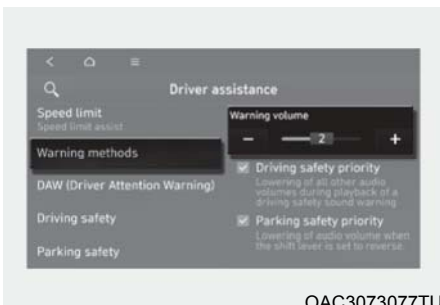 Driver assistance
Speed limit
Speed limit assist
Warning methods
DAW (Driver Attention Warning)
Driving safety
Parking safety
Warning volume
- 2 +
Driving safety priority
Lowering of all other audio
volumes during playback of a
driving safety sound warning
Parking safety priority
Lowering of audio volume when
the shift lever is set to reverse
OAC3073077TU